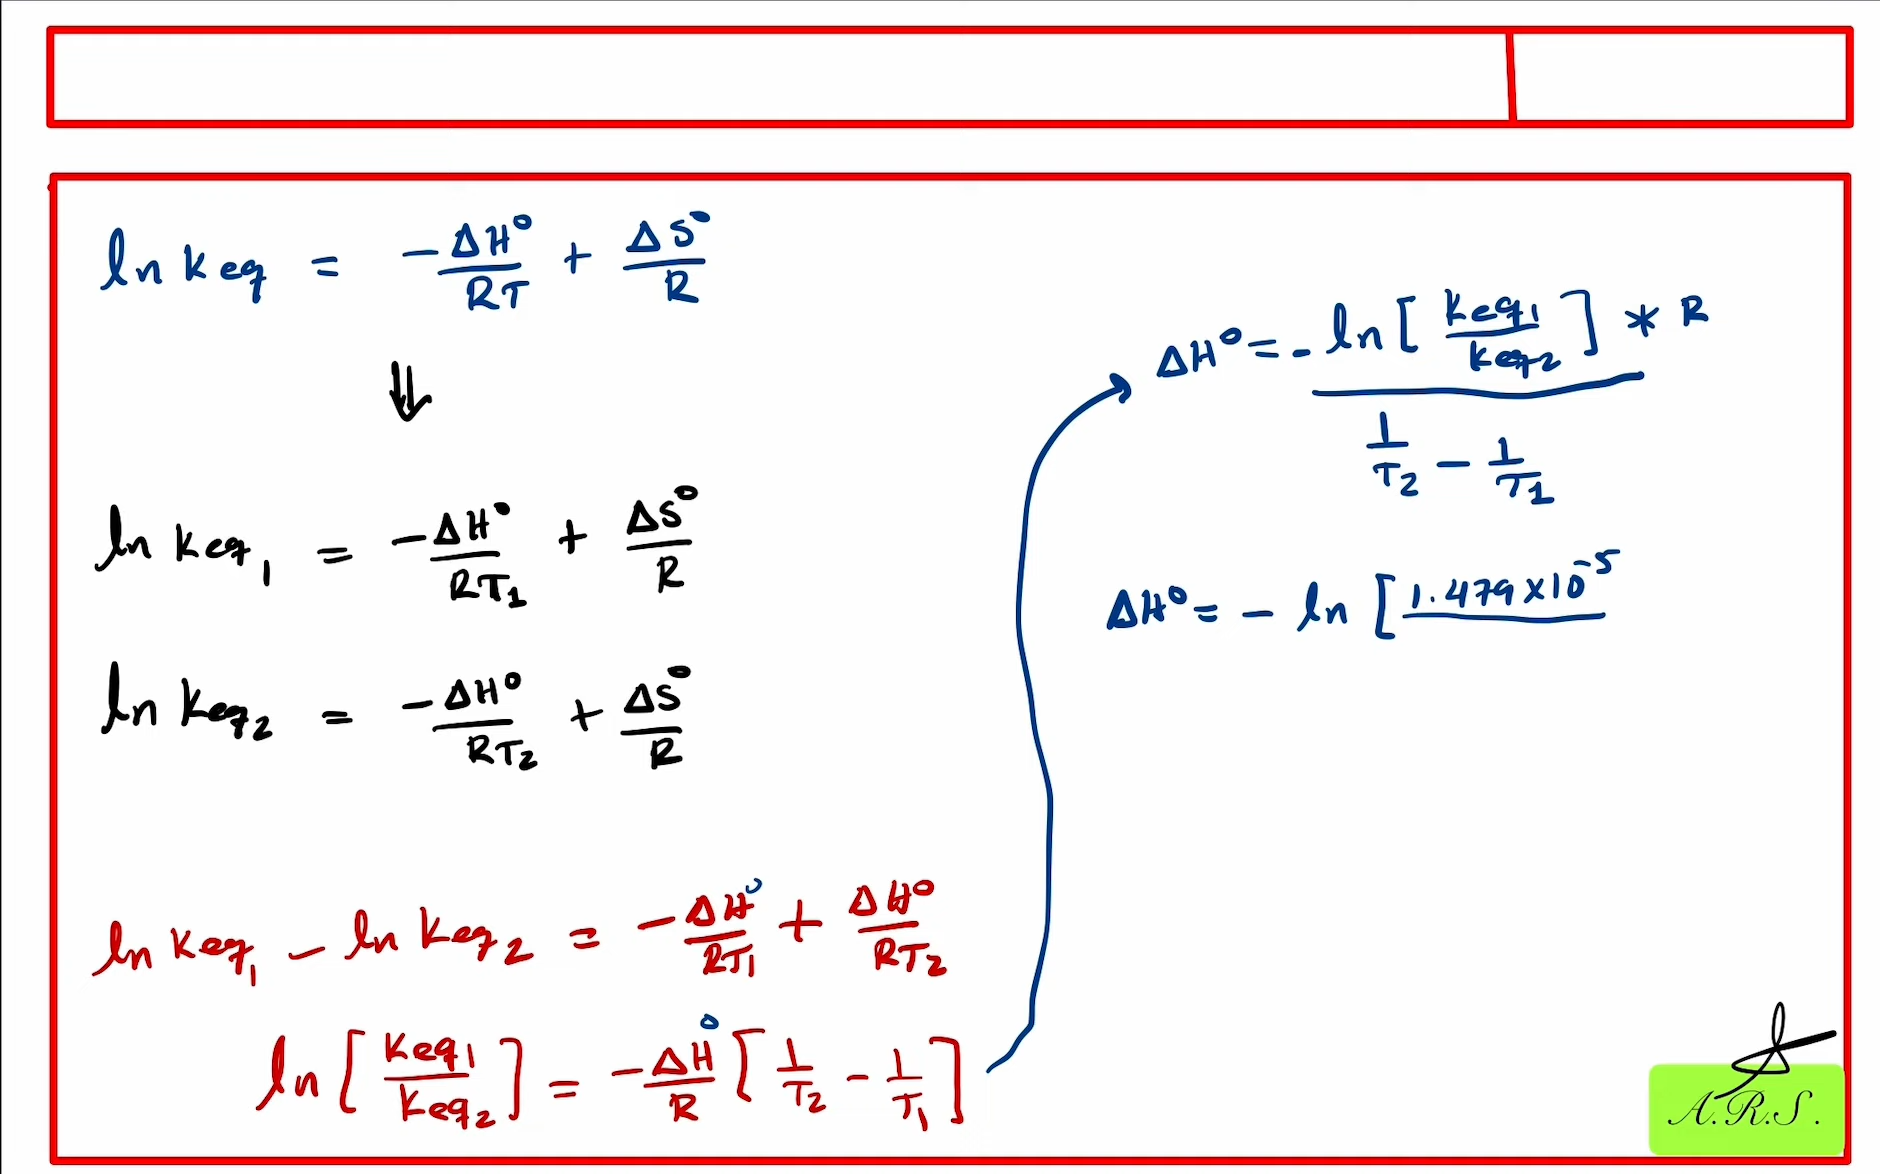 ln Keq = -ΔH°/RT + ΔS°/R
⇓
ln Keq₁ = -ΔH°/RT₁ + ΔS°/R
ln Keq₂ = -ΔH°/RT₂ + ΔS°/R
ln Keq₁ - ln Keq₂ = -ΔH°/RT₁ + ΔH°/RT₂
ln [Keq₁/Keq₂] = -ΔH°/R [1/T₂ - 1/T₁]
ΔH° = - ln [Keq₁/Keq₂] * R / (1/T₂ - 1/T₁)
ΔH° = - ln [1.479×10⁻⁵
A.R.S.